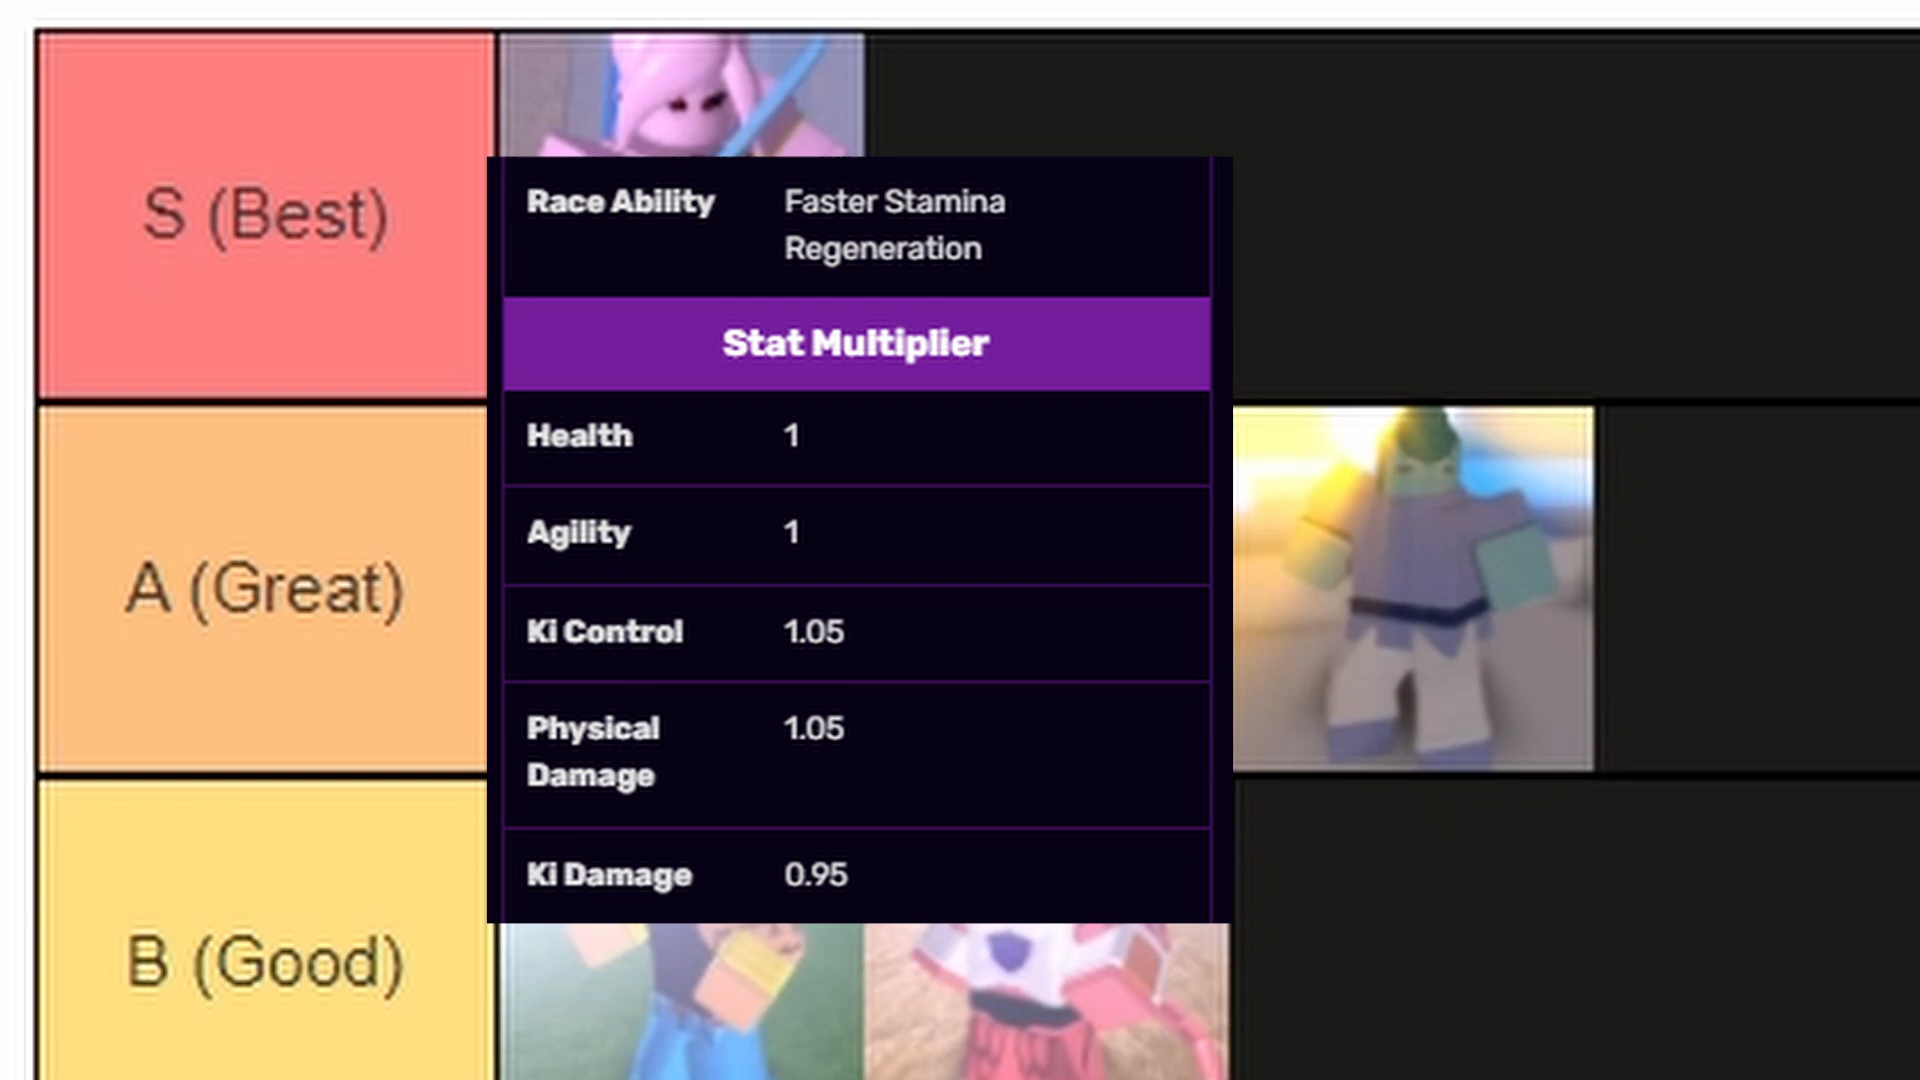 S (Best)
Race Ability Faster Stamina
Regeneration
Stat Multiplier
Health 1
Agility 1
A (Great)
Ki Control 1.05
Physical 1.05
Damage
Ki Damage 0.95
B (Good)